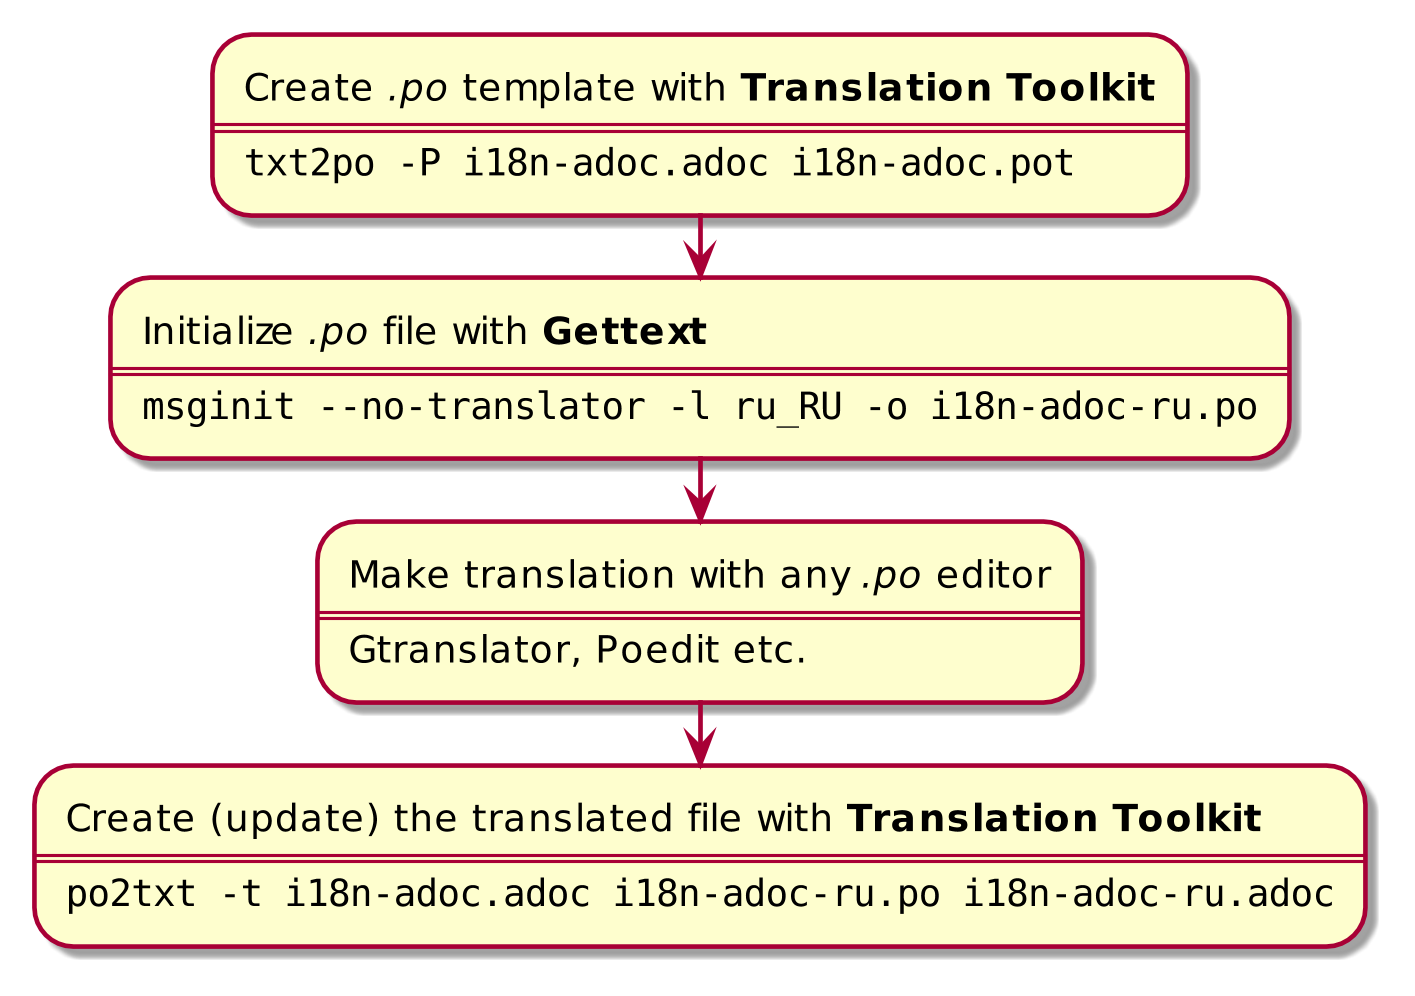 Create .po template with Translation Toolkit
txt2po -P i18n-adoc.adoc i18n-adoc.pot
Initialize .po file with Gettext
msginit --no-translator -l ru_RU -o i18n-adoc-ru.po
Make translation with any .po editor
Gtranslator, Poedit etc.
Create (update) the translated file with Translation Toolkit
po2txt -t i18n-adoc.adoc i18n-adoc-ru.po i18n-adoc-ru.adoc